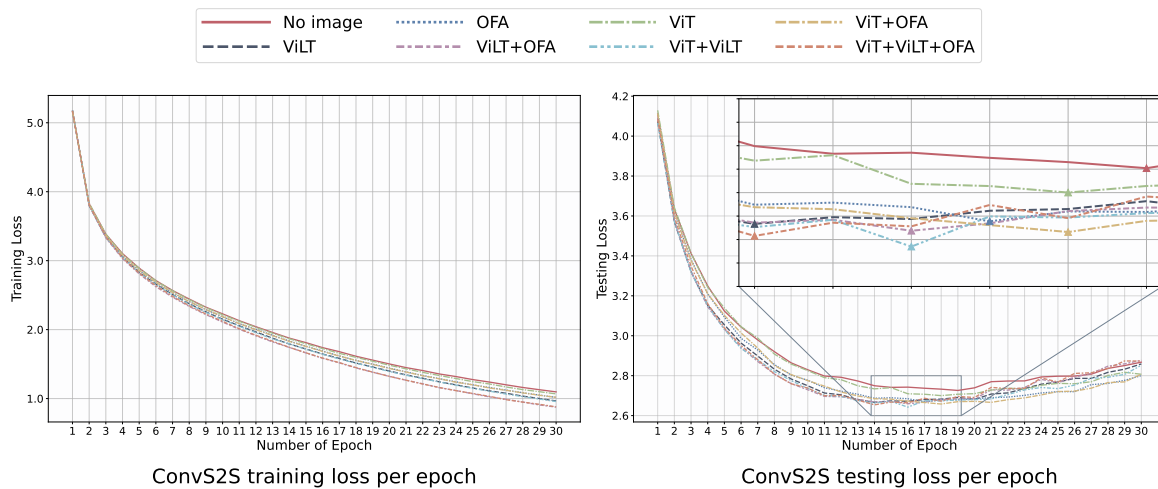 No image OFA ViT ViT+OFA
ViLT ViLT+OFA ViT+ViLT ViT+ViLT+OFA
5.0
4.0
3.0
2.0
1.0
Training Loss
1 2 3 4 5 6 7 8 9 10 11 12 13 14 15 16 17 18 19 20 21 22 23 24 25 26 27 28 29 30
Number of Epoch
ConvS2S training loss per epoch
4.2
4.0
3.8
3.6
3.4
3.2
3.0
2.8
2.6
Testing Loss
1 2 3 4 5 6 7 8 9 10 11 12 13 14 15 16 17 18 19 20 21 22 23 24 25 26 27 28 29 30
Number of Epoch
ConvS2S testing loss per epoch